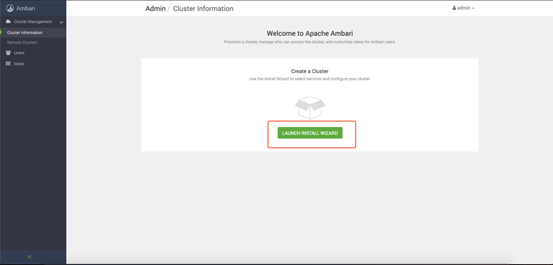 Ambari
Admin / Cluster Information
admin
Cluster Management
Cluster Information
Remote Clusters
Users
Views
Welcome to Apache Ambari
Provision a cluster, manage who can access the cluster, and customize views for Ambari users.
Create a Cluster
Use the Install Wizard to select services and configure your cluster
LAUNCH INSTALL WIZARD